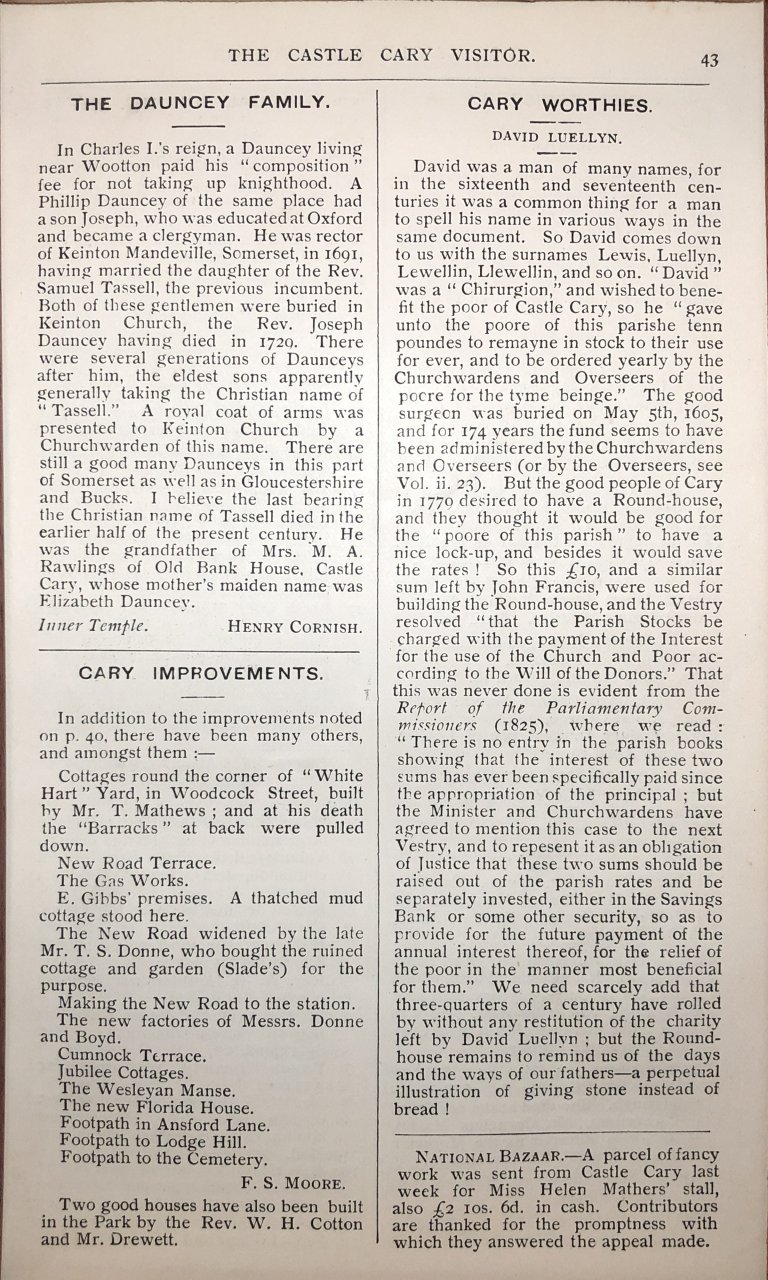 THE CASTLE CARY VISITOR.
43
THE DAUNCEY FAMILY.
In Charles I.'s reign, a Dauncey living
near Wootton paid his "composition"
fee for not taking up knighthood. A
Phillip Dauncey of the same place had
a son Joseph, who was educated at Oxford
and became a clergyman. He was rector
of Keinton Mandeville, Somerset, in 1691,
having married the daughter of the Rev.
Samuel Tassell, the previous incumbent.
Both of these gentlemen were buried in
Keinton Church, the Rev. Joseph
Dauncey having died in 1729. There
were several generations of Daunceys
after him, the eldest sons apparently
generally taking the Christian name of
"Tassell." A royal coat of arms was
presented to Keinton Church by a
Churchwarden of this name. There are
still a good many Daunceys in this part
of Somerset as well as in Gloucestershire
and Bucks. I believe the last bearing
the Christian name of Tassell died in the
earlier half of the present century. He
was the grandfather of Mrs. M. A.
Rawlings of Old Bank House, Castle
Cary, whose mother's maiden name was
Elizabeth Dauncey.
Inner Temple. HENRY CORNISH.
CARY IMPROVEMENTS.
In addition to the improvements noted
on p. 40, there have been many others,
and amongst them :—
Cottages round the corner of "White
Hart" Yard, in Woodcock Street, built
by Mr. T. Mathews ; and at his death
the "Barracks" at back were pulled
down.
New Road Terrace.
The Gas Works.
E. Gibbs' premises. A thatched mud
cottage stood here.
The New Road widened by the late
Mr. T. S. Donne, who bought the ruined
cottage and garden (Slade's) for the
purpose.
Making the New Road to the station.
The new factories of Messrs. Donne
and Boyd.
Cumnock Terrace.
Jubilee Cottages.
The Wesleyan Manse.
The new Florida House.
Footpath in Ansford Lane.
Footpath to Lodge Hill.
Footpath to the Cemetery.
F. S. MOORE.
Two good houses have also been built
in the Park by the Rev. W. H. Cotton
and Mr. Drewett.
CARY WORTHIES.
DAVID LUELLYN.
David was a man of many names, for
in the sixteenth and seventeenth cen-
turies it was a common thing for a man
to spell his name in various ways in the
same document. So David comes down
to us with the surnames Lewis, Luellyn,
Lewellin, Llewellin, and so on. "David"
was a "Chirurgion," and wished to bene-
fit the poor of Castle Cary, so he "gave
unto the poore of this parishe tenn
poundes to remayne in stock to their use
for ever, and to be ordered yearly by the
Churchwardens and Overseers of the
poore for the tyme beinge." The good
surgeon was buried on May 5th, 1605,
and for 174 years the fund seems to have
been administered by the Churchwardens
and Overseers (or by the Overseers, see
Vol. ii. 23). But the good people of Cary
in 1779 desired to have a Round-house,
and they thought it would be good for
the "poore of this parish" to have a
nice lock-up, and besides it would save
the rates ! So this £10, and a similar
sum left by John Francis, were used for
building the Round-house, and the Vestry
resolved "that the Parish Stocks be
charged with the payment of the Interest
for the use of the Church and Poor ac-
cording to the Will of the Donors." That
this was never done is evident from the
Report of the Parliamentary Com-
missioners (1825), where we read :
"There is no entry in the parish books
showing that the interest of these two
sums has ever been specifically paid since
the appropriation of the principal ; but
the Minister and Churchwardens have
agreed to mention this case to the next
Vestry, and to repesent it as an obligation
of Justice that these two sums should be
raised out of the parish rates and be
separately invested, either in the Savings
Bank or some other security, so as to
provide for the future payment of the
annual interest thereof, for the relief of
the poor in the manner most beneficial
for them." We need scarcely add that
three-quarters of a century have rolled
by without any restitution of the charity
left by David Luellyn ; but the Round-
house remains to remind us of the days
and the ways of our fathers—a perpetual
illustration of giving stone instead of
bread !
NATIONAL BAZAAR.—A parcel of fancy
work was sent from Castle Cary last
week for Miss Helen Mathers' stall,
also £2 10s. 6d. in cash. Contributors
are thanked for the promptness with
which they answered the appeal made.